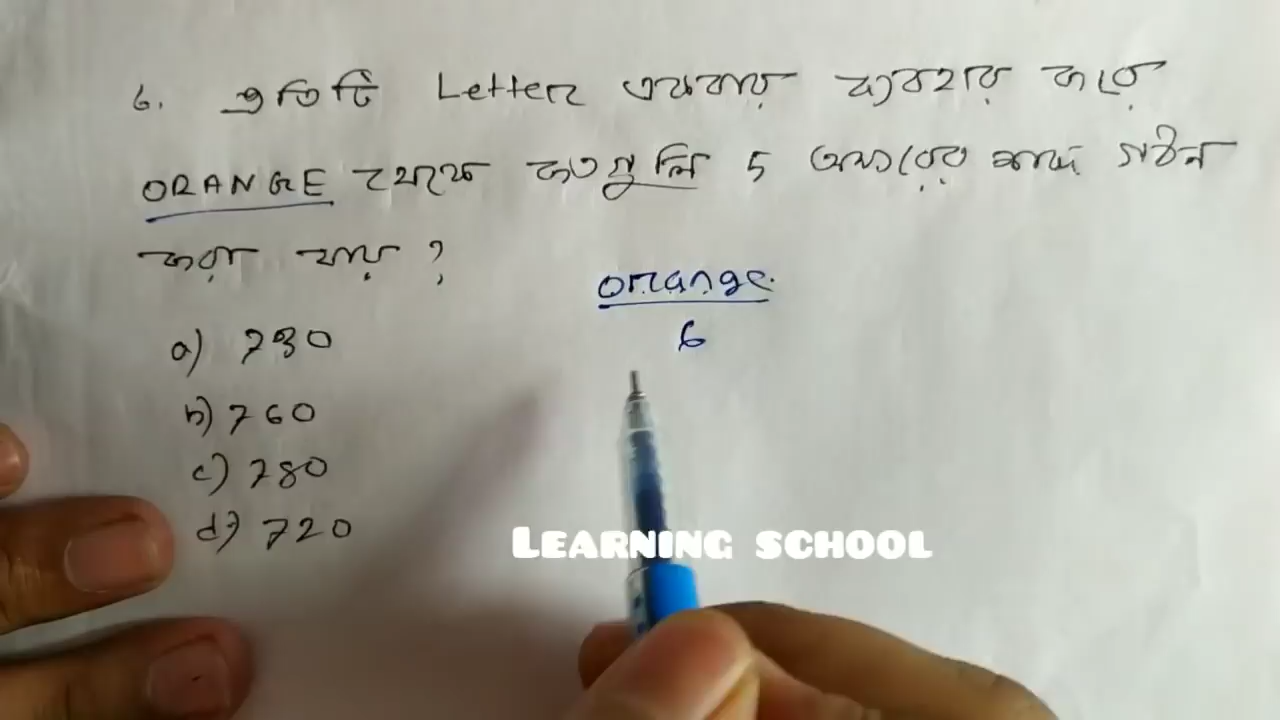 6. প্রতিটি Letter একবার ব্যবহার করে
ORANGE থেকে কতগুলি 5 অক্ষরের শব্দ গঠন
করা যায় ?
orange
6
a) 730
b) 760
c) 780
d) 720
LEARNING SCHOOL